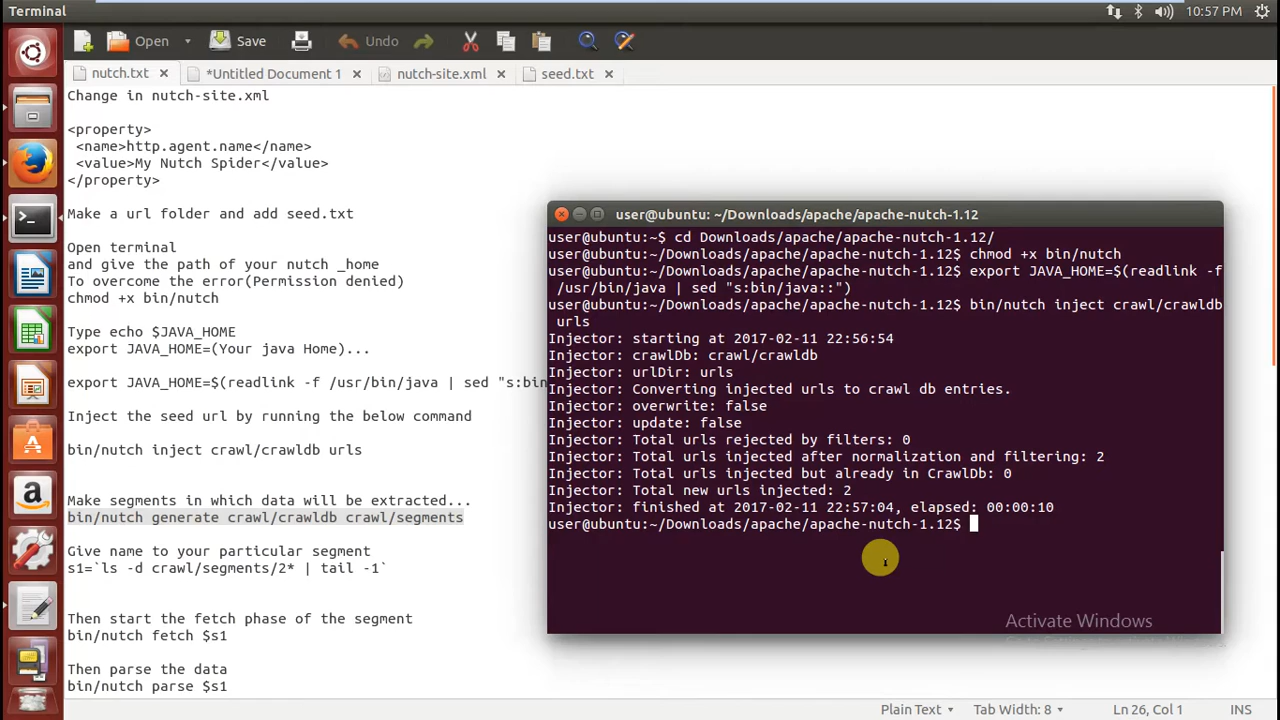 Terminal
10:57 PM
Open
Save
Undo
nutch.txt
*Untitled Document 1
nutch-site.xml
seed.txt
Change in nutch-site.xml
<property>
<name>http.agent.name</name>
<value>My Nutch Spider</value>
</property>
Make a url folder and add seed.txt
Open terminal
and give the path of your nutch _home
To overcome the error(Permission denied)
chmod +x bin/nutch
Type echo $JAVA_HOME
export JAVA_HOME=(Your java Home)...
export JAVA_HOME=$(readlink -f /usr/bin/java | sed "s:bin
Inject the seed url by running the below command
bin/nutch inject crawl/crawldb urls
Make segments in which data will be extracted...
bin/nutch generate crawl/crawldb crawl/segments
Give name to your particular segment
s1=`ls -d crawl/segments/2* | tail -1`
Then start the fetch phase of the segment
bin/nutch fetch $s1
Then parse the data
bin/nutch parse $s1
user@ubuntu: ~/Downloads/apache/apache-nutch-1.12
user@ubuntu:~$ cd Downloads/apache/apache-nutch-1.12/
user@ubuntu:~/Downloads/apache/apache-nutch-1.12$ chmod +x bin/nutch
user@ubuntu:~/Downloads/apache/apache-nutch-1.12$ export JAVA_HOME=$(readlink -f
/usr/bin/java | sed "s:bin/java::")
user@ubuntu:~/Downloads/apache/apache-nutch-1.12$ bin/nutch inject crawl/crawldb
urls
Injector: starting at 2017-02-11 22:56:54
Injector: crawlDb: crawl/crawldb
Injector: urlDir: urls
Injector: Converting injected urls to crawl db entries.
Injector: overwrite: false
Injector: update: false
Injector: Total urls rejected by filters: 0
Injector: Total urls injected after normalization and filtering: 2
Injector: Total urls injected but already in CrawlDb: 0
Injector: Total new urls injected: 2
Injector: finished at 2017-02-11 22:57:04, elapsed: 00:00:10
user@ubuntu:~/Downloads/apache/apache-nutch-1.12$
Activate Windows
Plain Text
Tab Width: 8
Ln 26, Col 1
INS